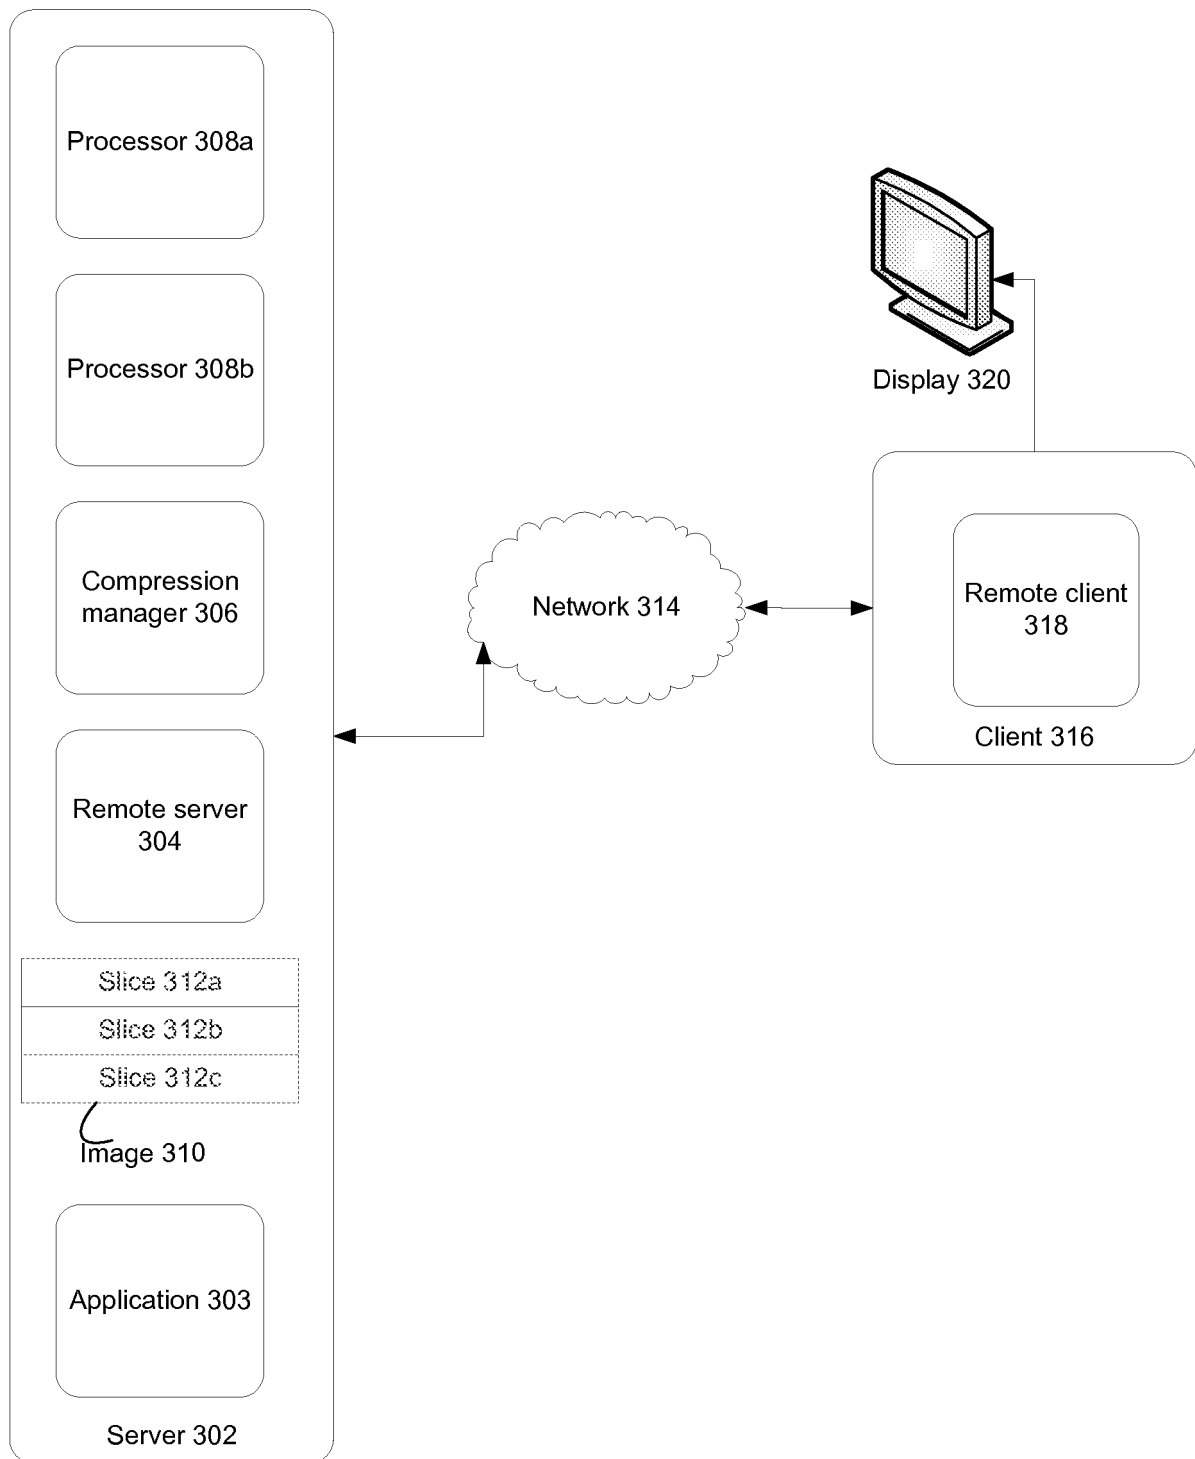 Processor 308a
Processor 308b
Compression
manager 306
Remote server
304
Slice 312a
Slice 312b
Slice 312c
Image 310
Application 303
Server 302
Network 314
Display 320
Remote client
318
Client 316